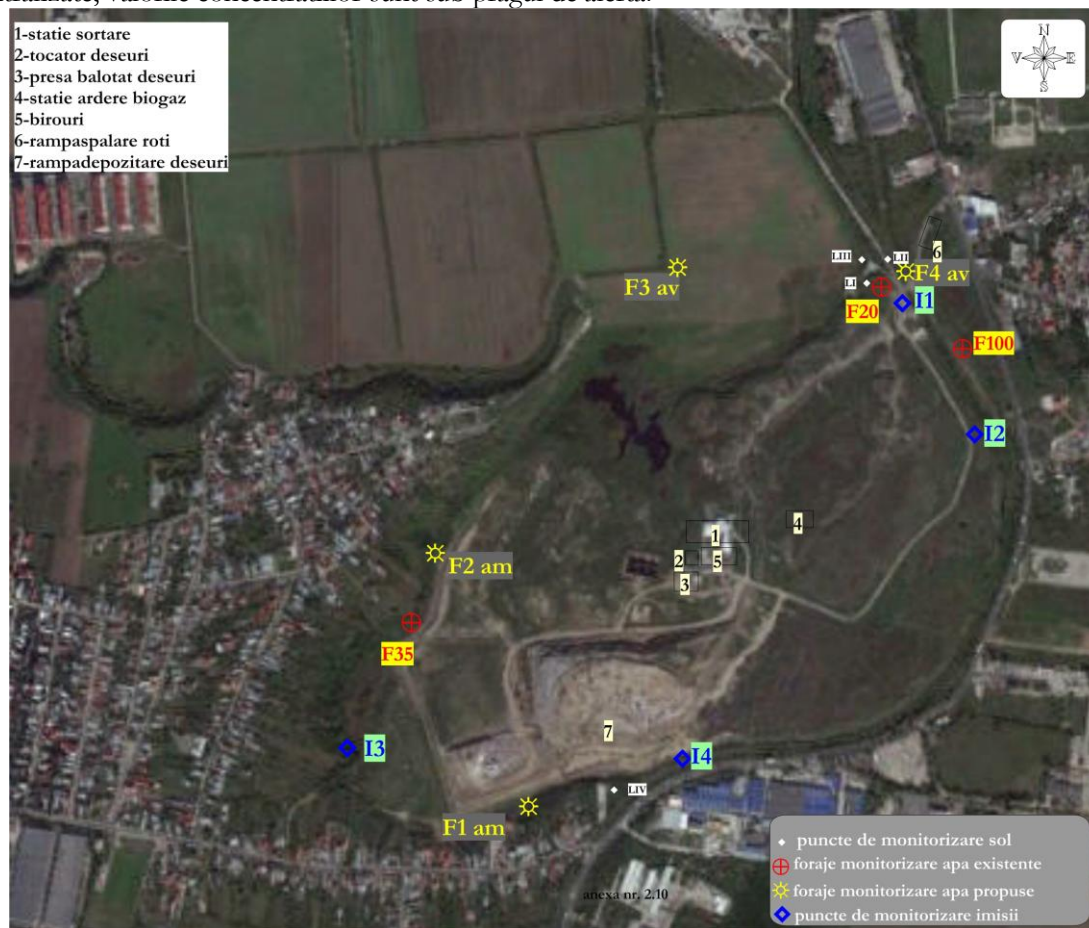 1-statie sortare
2-tocator deseuri
3-presa balotat deseuri
4-statie ardere biogaz
5-birouri
6-rampaspalare roti
7-rampadepozitare deseuri
N
V E
S
6
LIII
LII
F3 av
F4 av
LI
F20
I1
F100
I2
4
1
2
5
F2 am
3
F35
7
I3
I4
LIV
F1 am
puncte de monitorizare sol
foraje monitorizare apa existente
foraje monitorizare apa propuse
anexa nr. 2.10
puncte de monitorizare imisii